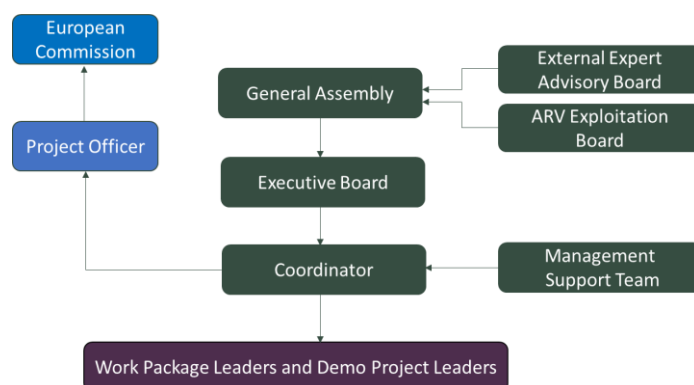 European
Commission
External Expert
Advisory Board
General Assembly
ARV Exploitation
Board
Project Officer
Executive Board
Coordinator
Management
Support Team
Work Package Leaders and Demo Project Leaders